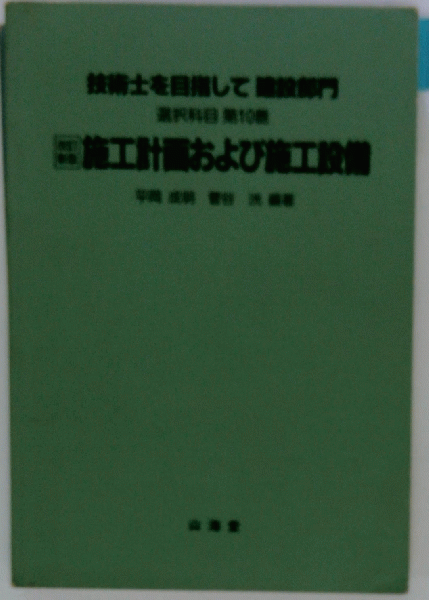 技術士を目指して 建設部門
選択科目 第10巻
改訂新版 施工計画および施工設備
平岡 成明 菅谷 洸 編著
山海堂